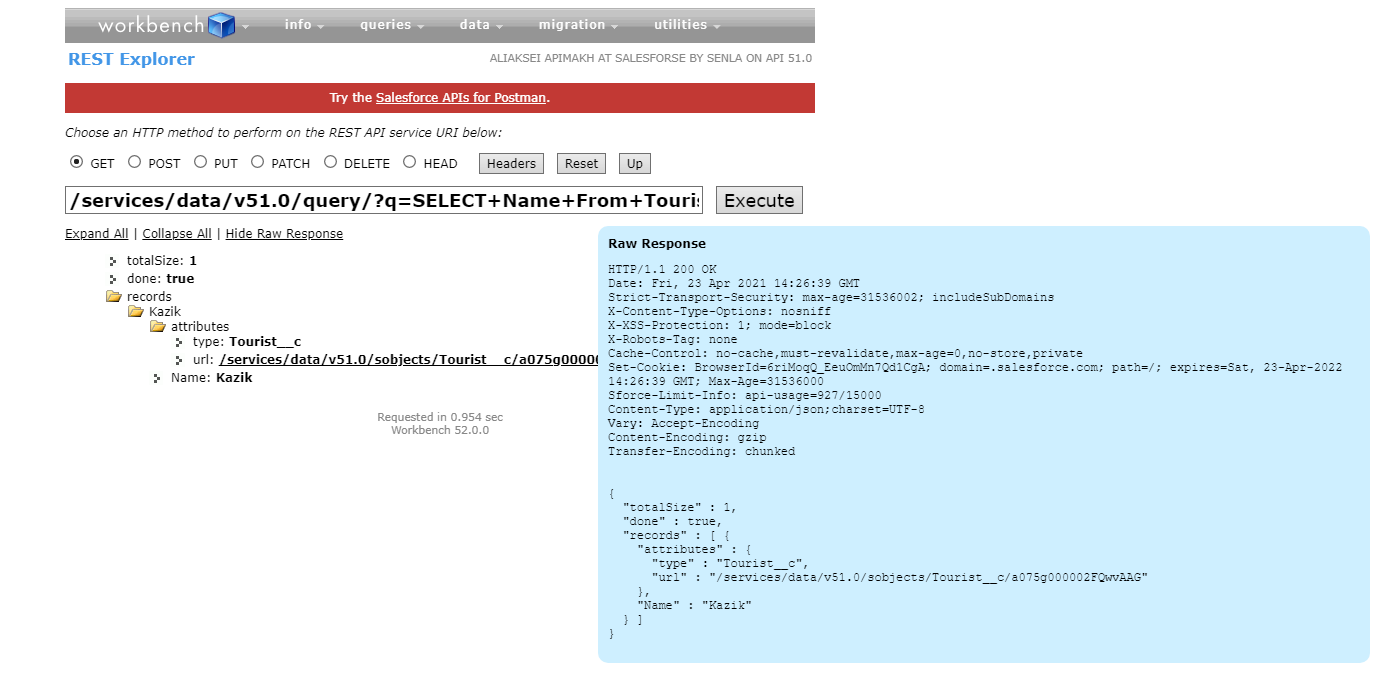 workbench info queries data migration utilities
REST Explorer
ALIAKSEI APIMAKH AT SALESFORSE BY SENLA ON API 51.0
Try the Salesforce APIs for Postman.
Choose an HTTP method to perform on the REST API service URI below:
GET POST PUT PATCH DELETE HEAD Headers Reset Up
/services/data/v51.0/query/?q=SELECT+Name+From+Touris Execute
Expand All | Collapse All | Hide Raw Response
totalSize: 1
done: true
records
Kazik
attributes
type: Tourist__c
url: /services/data/v51.0/sobjects/Tourist__c/a075g00000
Name: Kazik
Requested in 0.954 sec
Workbench 52.0.0
Raw Response
HTTP/1.1 200 OK
Date: Fri, 23 Apr 2021 14:26:39 GMT
Strict-Transport-Security: max-age=31536002; includeSubDomains
X-Content-Type-Options: nosniff
X-XSS-Protection: 1; mode=block
X-Robots-Tag: none
Cache-Control: no-cache,must-revalidate,max-age=0,no-store,private
Set-Cookie: BrowserId=6riMoqQ_EeuOmMn7Qd1CgA; domain=.salesforce.com; path=/; expires=Sat, 23-Apr-2022
14:26:39 GMT; Max-Age=31536000
Sforce-Limit-Info: api-usage=927/15000
Content-Type: application/json;charset=UTF-8
Vary: Accept-Encoding
Content-Encoding: gzip
Transfer-Encoding: chunked
{
"totalSize" : 1,
"done" : true,
"records" : [ {
"attributes" : {
"type" : "Tourist__c",
"url" : "/services/data/v51.0/sobjects/Tourist__c/a075g000002FQwvAAG"
},
"Name" : "Kazik"
} ]
}